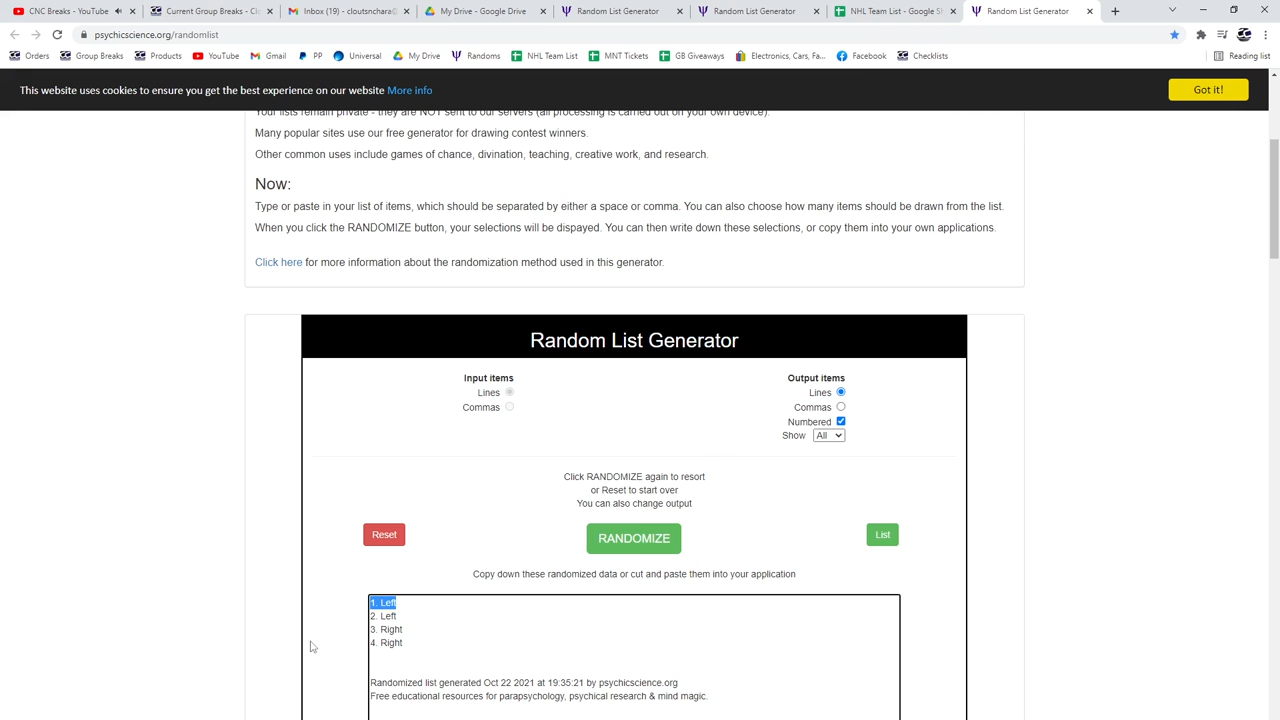 CNC Breaks - YouTube
Current Group Breaks - Cl
Inbox (19) - cloutsnchara
My Drive - Google Drive
Random List Generator
Random List Generator
NHL Team List - Google Sh
Random List Generator
psychicscience.org/randomlist
Orders
Group Breaks
Products
YouTube
Gmail
PP
Universal
My Drive
Randoms
NHL Team List
MNT Tickets
GB Giveaways
Electronics, Cars, Fa...
Facebook
Checklists
Reading list
This website uses cookies to ensure you get the best experience on our website More info
Got it!
Your lists remain private - they are NOT sent to our servers (all processing is carried out on your own device).
Many popular sites use our free generator for drawing contest winners.
Other common uses include games of chance, divination, teaching, creative work, and research.
Now:
Type or paste in your list of items, which should be separated by either a space or comma. You can also choose how many items should be drawn from the list.
When you click the RANDOMIZE button, your selections will be dispayed. You can then write down these selections, or copy them into your own applications.
Click here for more information about the randomization method used in this generator.
Random List Generator
Input items
Lines
Commas
Output items
Lines
Commas
Numbered
Show All
Click RANDOMIZE again to resort
or Reset to start over
You can also change output
Reset
RANDOMIZE
List
Copy down these randomized data or cut and paste them into your application
1. Left
2. Left
3. Right
4. Right
Randomized list generated Oct 22 2021 at 19:35:21 by psychicscience.org
Free educational resources for parapsychology, psychical research & mind magic.